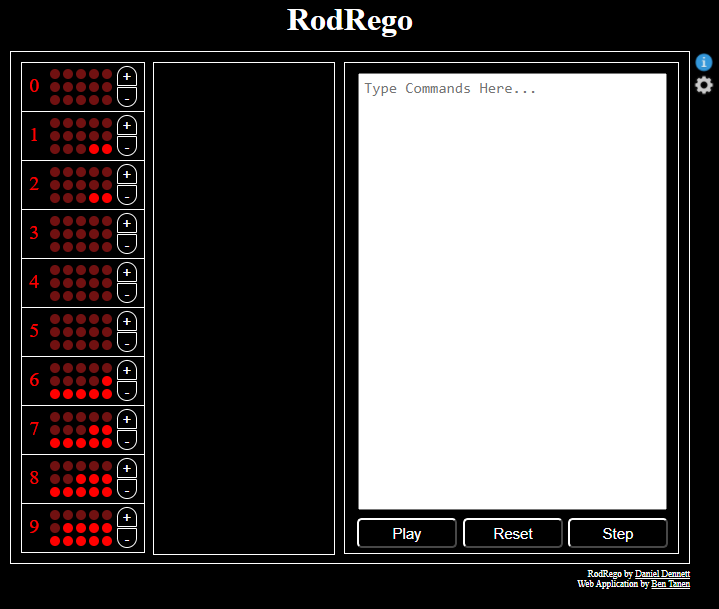 RodRego
0 + -
1 + -
2 + -
3 + -
4 + -
5 + -
6 + -
7 + -
8 + -
9 + -
Type Commands Here...
Play Reset Step
i
RodRego by Daniel Dennett
Web Application by Ben Tanen